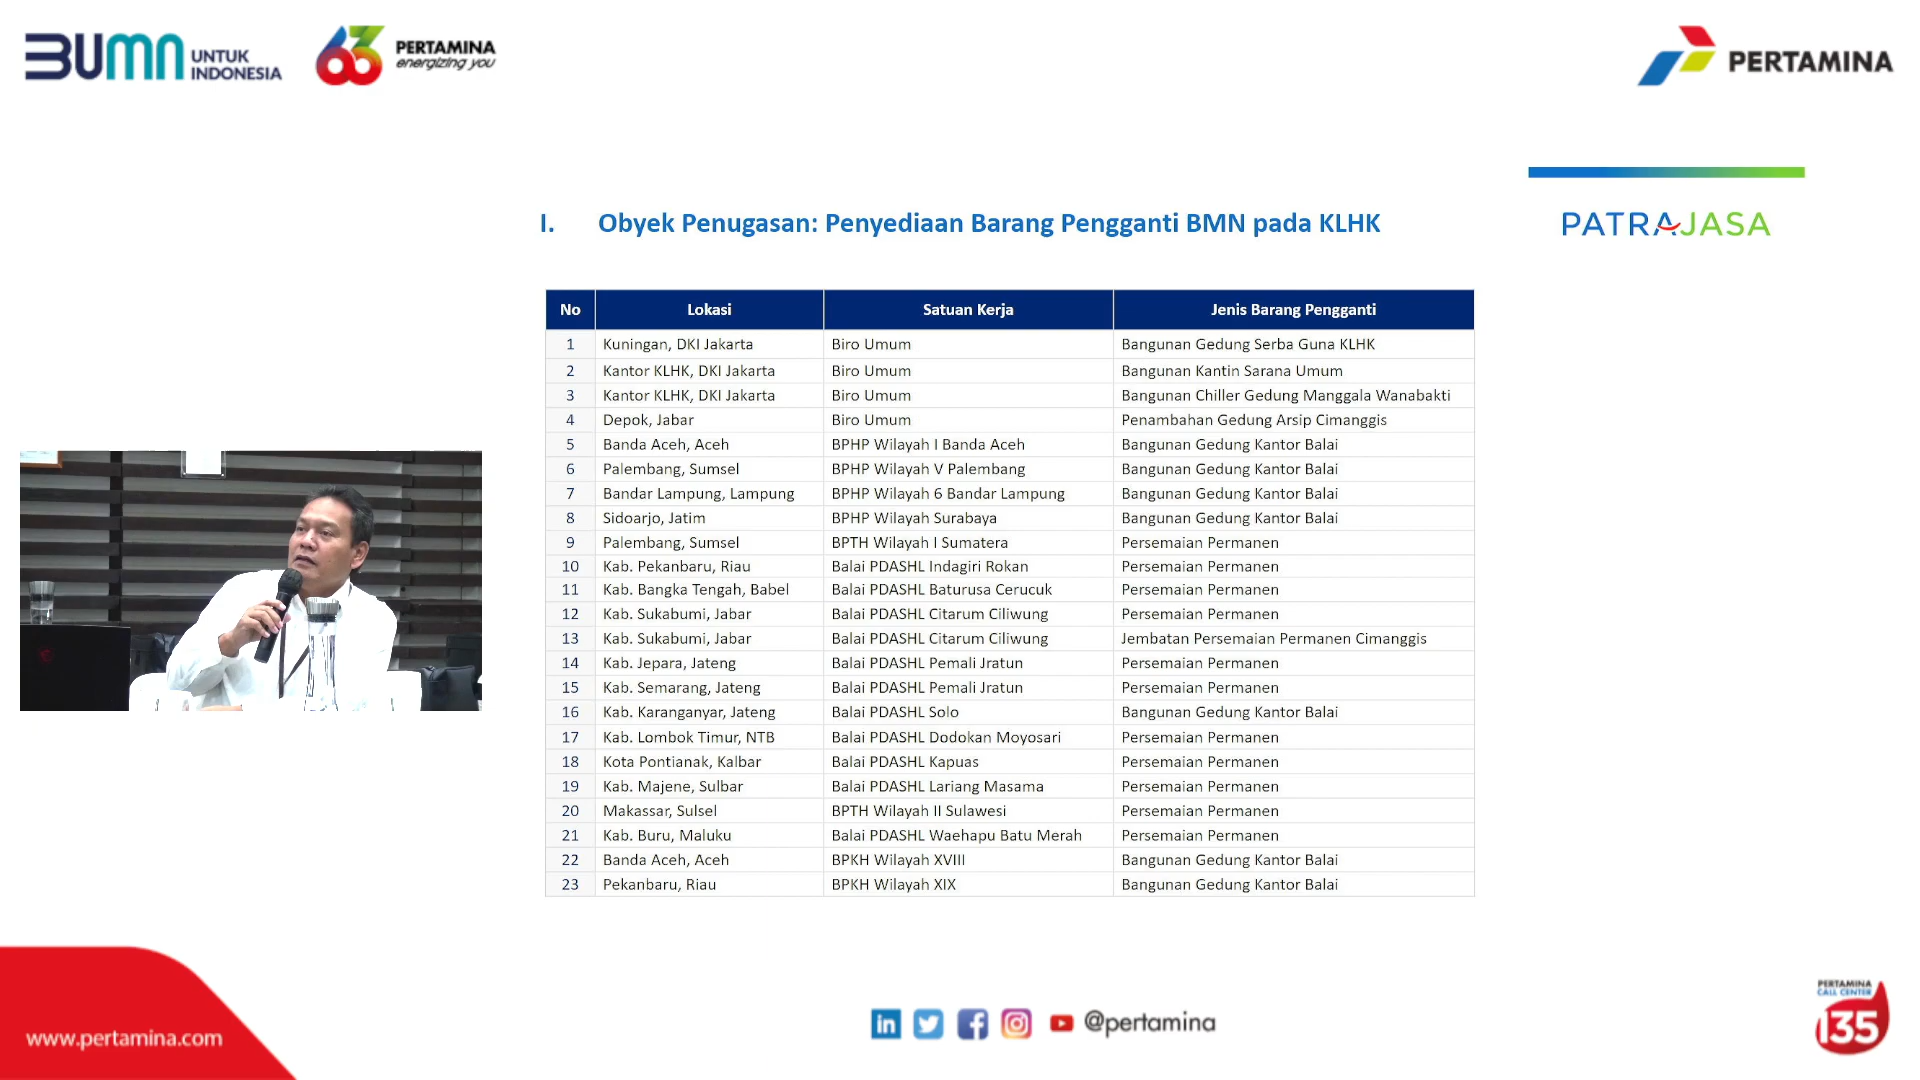 BUMN UNTUK INDONESIA
63 PERTAMINA energizing you
PERTAMINA
PATRA JASA
I. Obyek Penugasan: Penyediaan Barang Pengganti BMN pada KLHK
No Lokasi Satuan Kerja Jenis Barang Pengganti
1 Kuningan, DKI Jakarta Biro Umum Bangunan Gedung Serba Guna KLHK
2 Kantor KLHK, DKI Jakarta Biro Umum Bangunan Kantin Sarana Umum
3 Kantor KLHK, DKI Jakarta Biro Umum Bangunan Chiller Gedung Manggala Wanabakti
4 Depok, Jabar Biro Umum Penambahan Gedung Arsip Cimanggis
5 Banda Aceh, Aceh BPHP Wilayah I Banda Aceh Bangunan Gedung Kantor Balai
6 Palembang, Sumsel BPHP Wilayah V Palembang Bangunan Gedung Kantor Balai
7 Bandar Lampung, Lampung BPHP Wilayah 6 Bandar Lampung Bangunan Gedung Kantor Balai
8 Sidoarjo, Jatim BPHP Wilayah Surabaya Bangunan Gedung Kantor Balai
9 Palembang, Sumsel BPTH Wilayah I Sumatera Persemaian Permanen
10 Kab. Pekanbaru, Riau Balai PDASHL Indagiri Rokan Persemaian Permanen
11 Kab. Bangka Tengah, Babel Balai PDASHL Baturusa Cerucuk Persemaian Permanen
12 Kab. Sukabumi, Jabar Balai PDASHL Citarum Ciliwung Persemaian Permanen
13 Kab. Sukabumi, Jabar Balai PDASHL Citarum Ciliwung Jembatan Persemaian Permanen Cimanggis
14 Kab. Jepara, Jateng Balai PDASHL Pemali Jratun Persemaian Permanen
15 Kab. Semarang, Jateng Balai PDASHL Pemali Jratun Persemaian Permanen
16 Kab. Karanganyar, Jateng Balai PDASHL Solo Bangunan Gedung Kantor Balai
17 Kab. Lombok Timur, NTB Balai PDASHL Dodokan Moyosari Persemaian Permanen
18 Kota Pontianak, Kalbar Balai PDASHL Kapuas Persemaian Permanen
19 Kab. Majene, Sulbar Balai PDASHL Lariang Masama Persemaian Permanen
20 Makassar, Sulsel BPTH Wilayah II Sulawesi Persemaian Permanen
21 Kab. Buru, Maluku Balai PDASHL Waehapu Batu Merah Persemaian Permanen
22 Banda Aceh, Aceh BPKH Wilayah XVIII Bangunan Gedung Kantor Balai
23 Pekanbaru, Riau BPKH Wilayah XIX Bangunan Gedung Kantor Balai
www.pertamina.com
@pertamina
PERTAMINA
CALL CENTER
135